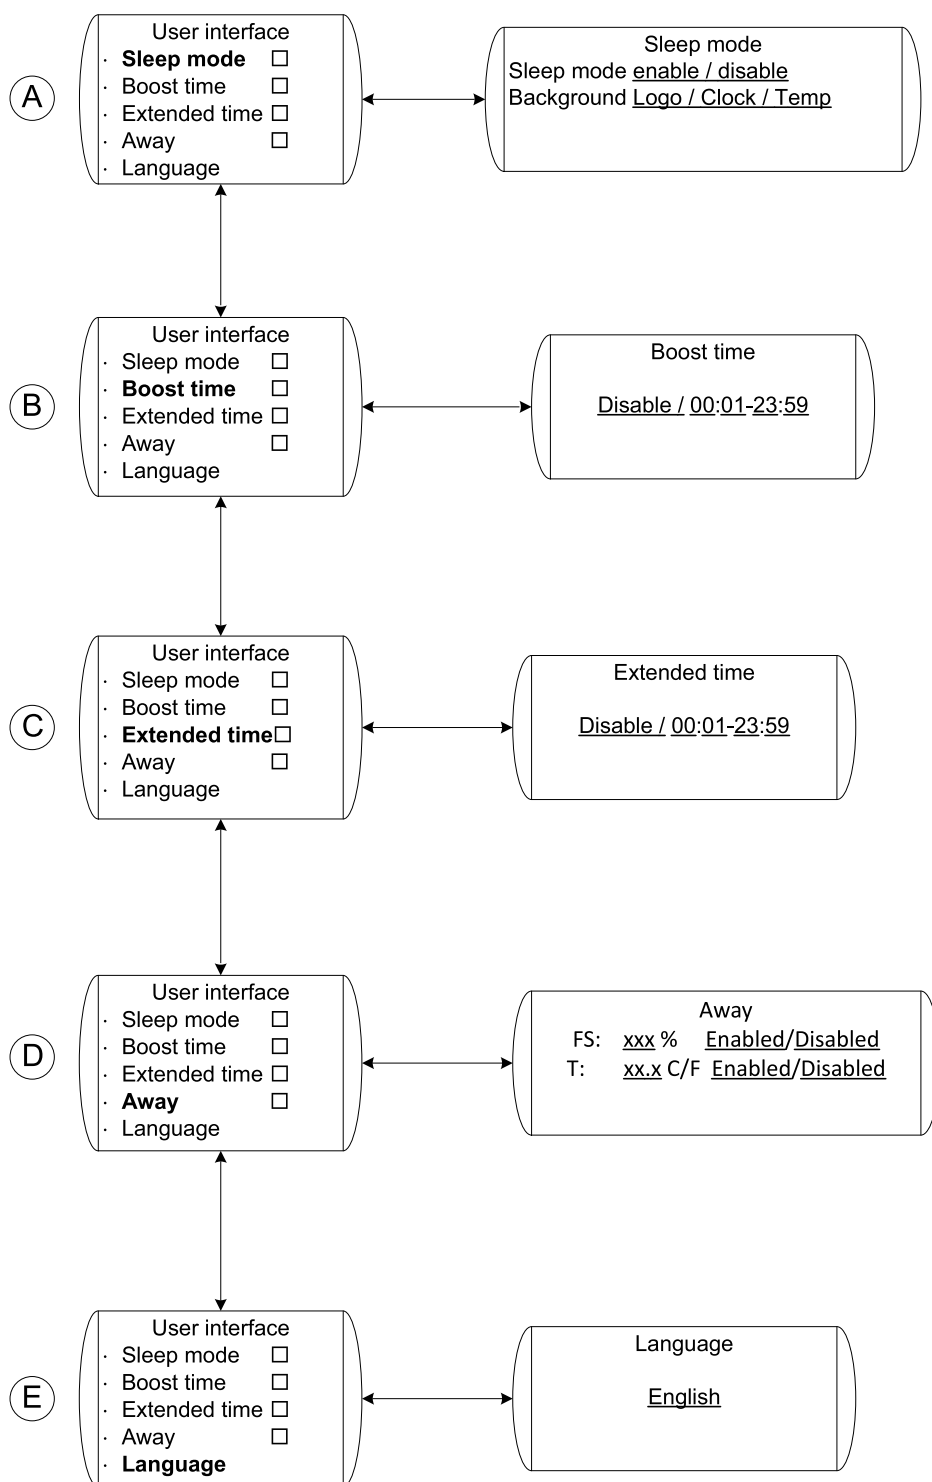 A
User interface
· Sleep mode ☐
· Boost time ☐
· Extended time ☐
· Away ☐
· Language
Sleep mode
Sleep mode enable / disable
Background Logo / Clock / Temp
B
User interface
· Sleep mode ☐
· Boost time ☐
· Extended time ☐
· Away ☐
· Language
Boost time
Disable / 00:01-23:59
C
User interface
· Sleep mode ☐
· Boost time ☐
· Extended time ☐
· Away ☐
· Language
Extended time
Disable / 00:01-23:59
D
User interface
· Sleep mode ☐
· Boost time ☐
· Extended time ☐
· Away ☐
· Language
Away
FS: xxx % Enabled/Disabled
T: xx.x C/F Enabled/Disabled
E
User interface
· Sleep mode ☐
· Boost time ☐
· Extended time ☐
· Away ☐
· Language
Language
English